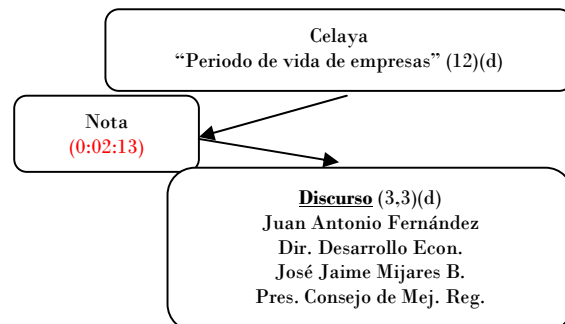 Celaya
“Periodo de vida de empresas” (12)(d)
Nota
(0:02:13)
Discurso (3,3)(d)
Juan Antonio Fernández
Dir. Desarrollo Econ.
José Jaime Mijares B.
Pres. Consejo de Mej. Reg.